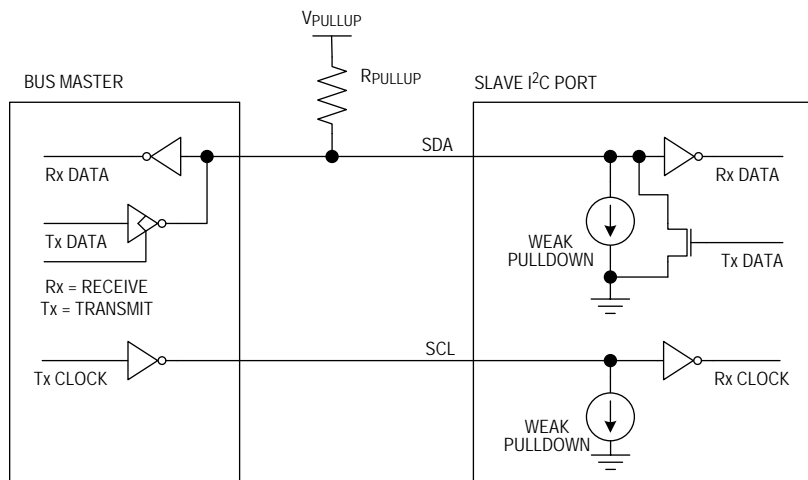 VPULLUP
RPULLUP
BUS MASTER
SLAVE I²C PORT
SDA
Rx DATA
Rx DATA
Tx DATA
WEAK
PULLDOWN
Tx DATA
Rx = RECEIVE
Tx = TRANSMIT
SCL
Tx CLOCK
Rx CLOCK
WEAK
PULLDOWN